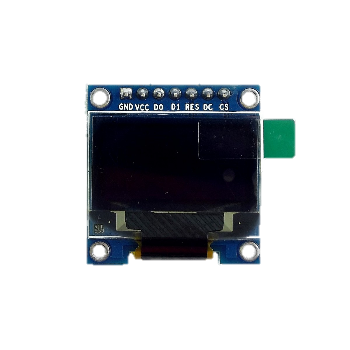 GND VCC D0 D1 RES DC CS